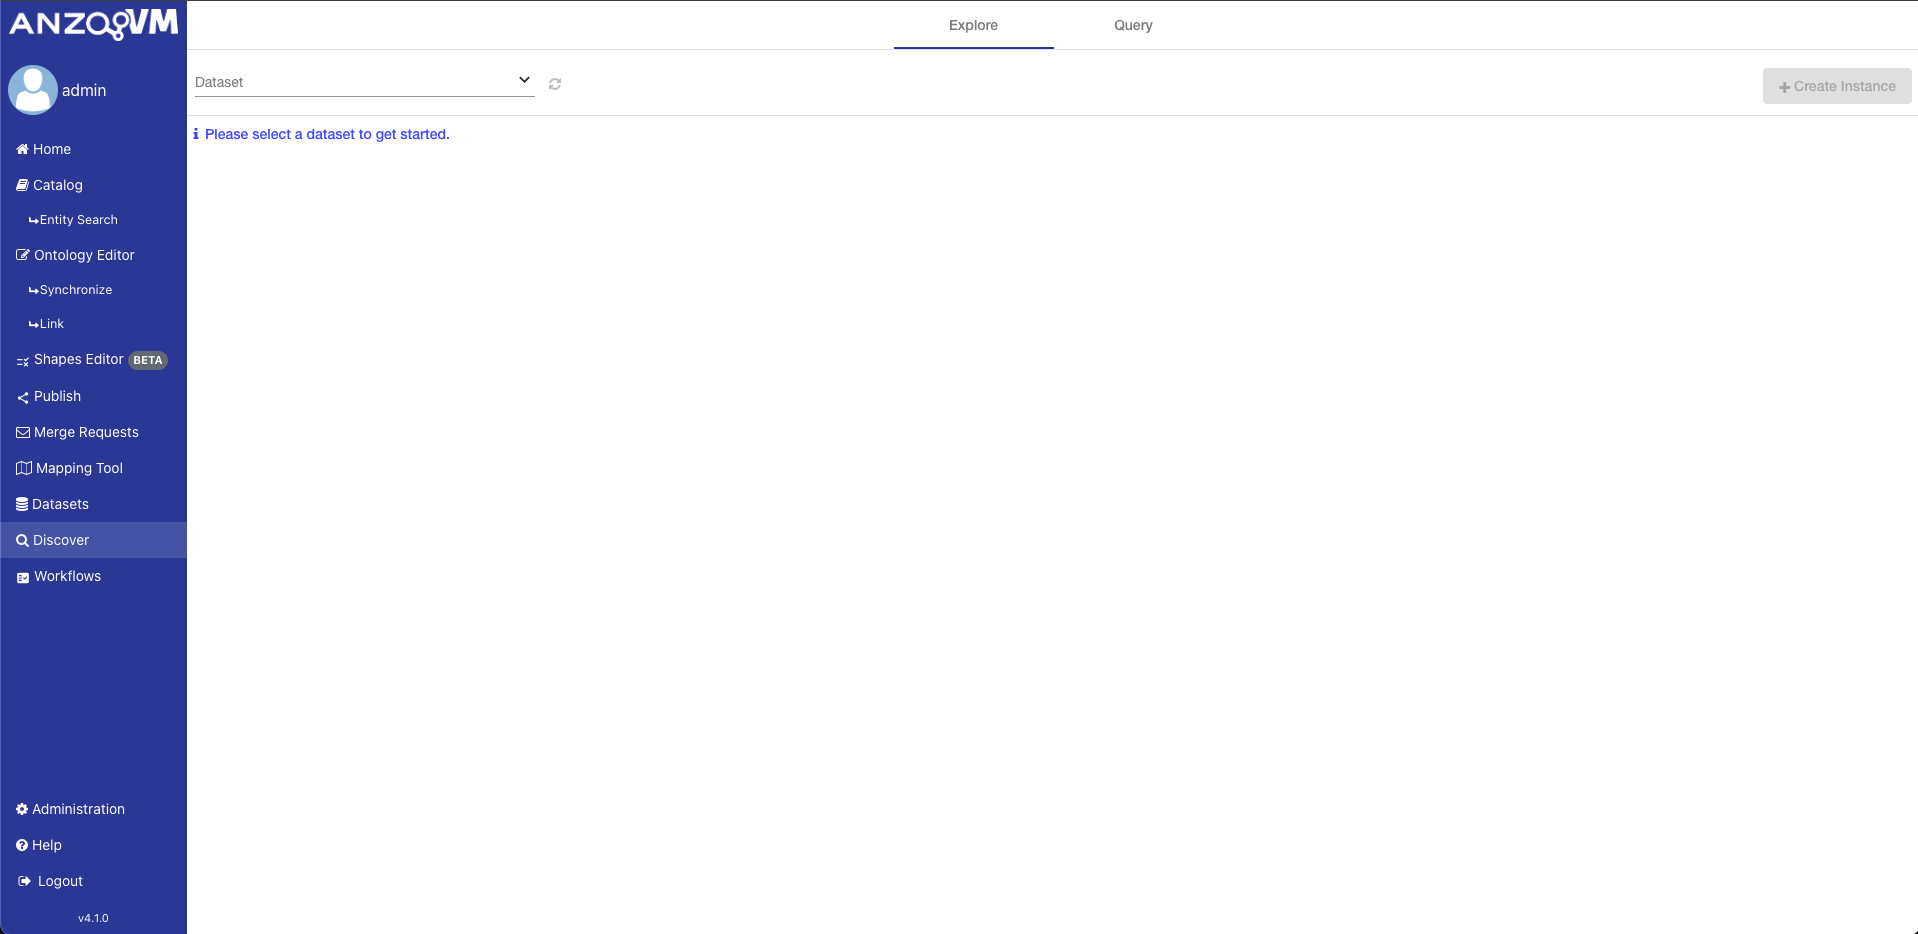 ANZOVM
admin
Home
Catalog
Entity Search
Ontology Editor
Synchronize
Link
Shapes Editor BETA
Publish
Merge Requests
Mapping Tool
Datasets
Discover
Workflows
Administration
Help
Logout
v4.1.0
Explore Query
Dataset
Create Instance
Please select a dataset to get started.